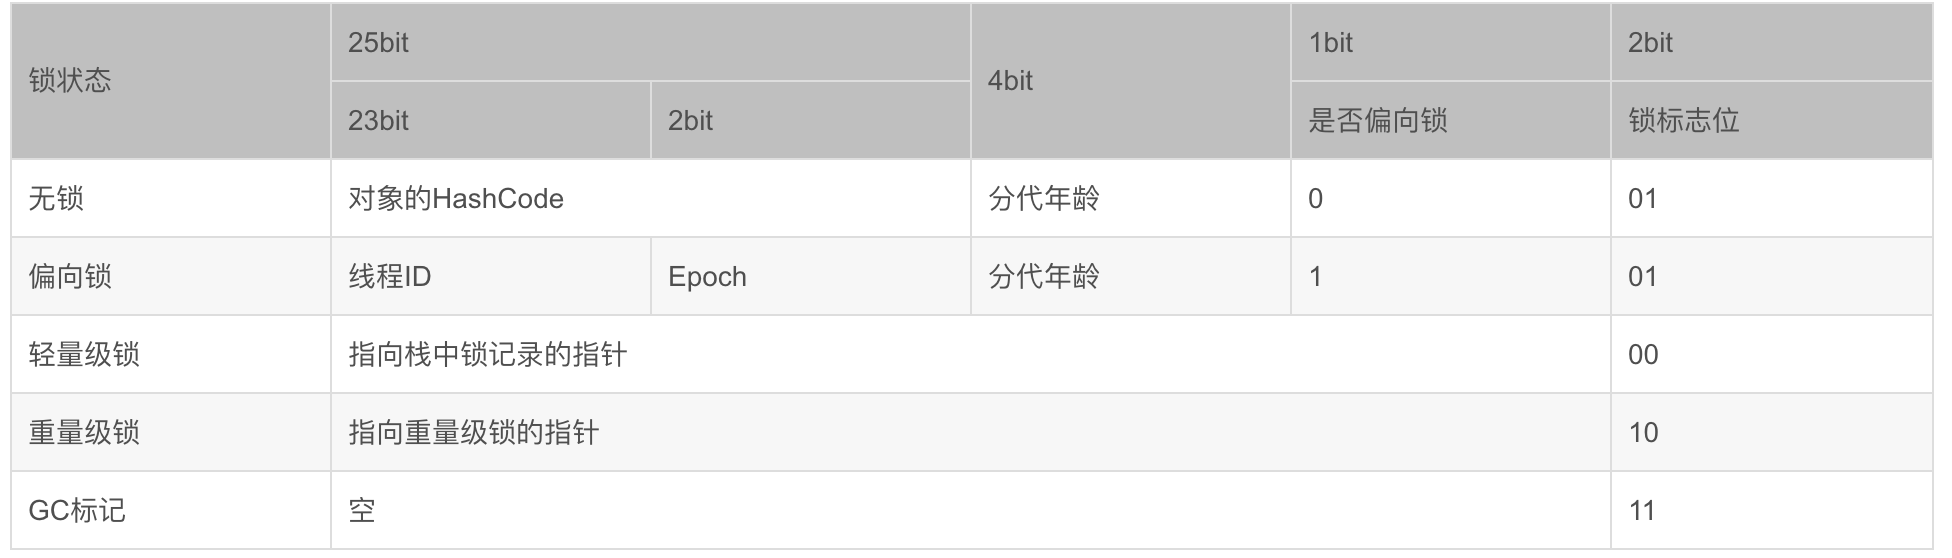 锁状态
25bit
4bit
1bit
2bit
23bit
2bit
是否偏向锁
锁标志位
无锁
对象的HashCode
分代年龄
0
01
偏向锁
线程ID
Epoch
分代年龄
1
01
轻量级锁
指向栈中锁记录的指针
00
重量级锁
指向重量级锁的指针
10
GC标记
空
11